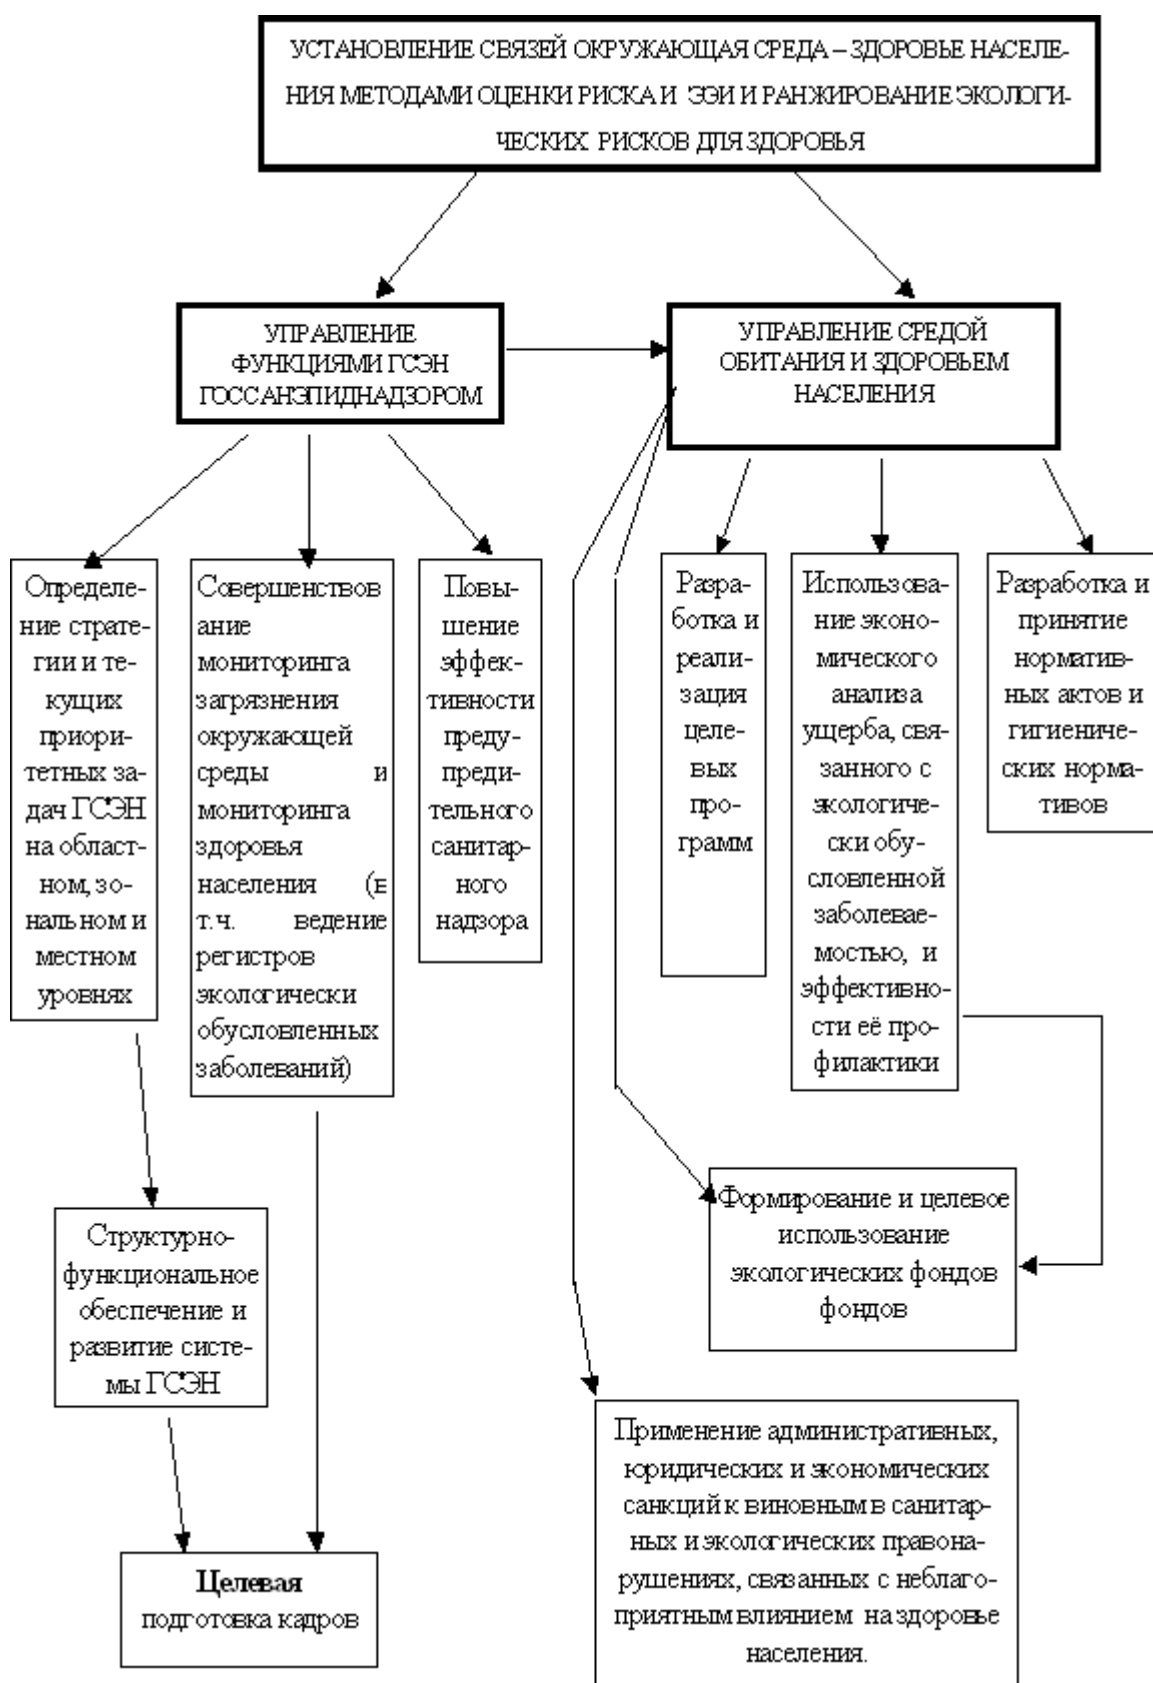 УСТАНОВЛЕНИЕ СВЯЗЕЙ ОКРУЖАЮЩАЯ СРЕДА – ЗДОРОВЬЕ НАСЕЛЕ-
НИЯ МЕТОДАМИ ОЦЕНКИ РИСКА И ЭЭИ И РАНЖИРОВАНИЕ ЭКОЛОГИ-
ЧЕСКИХ РИСКОВ ДЛЯ ЗДОРОВЬЯ
УПРАВЛЕНИЕ
ФУНКЦИЯМИ ГСЭН
ГОССАНЭПИДНАДЗОРОМ
УПРАВЛЕНИЕ СРЕДОЙ
ОБИТАНИЯ И ЗДОРОВЬЕМ
НАСЕЛЕНИЯ
Определе-
ние страте-
гии и те-
кущих
приори-
тетных за-
дач ГСЭН
на област-
ном, зо-
нальном и
местном
уровнях
Совершенствов
ание
мониторинга
загрязнения
окружающей
среды и
мониторинга
здоровья
населения (в
т.ч. ведение
регистров
экологически
обусловленных
заболеваний)
Повы-
шение
эффек-
тивности
преду-
преди-
тельного
санитар-
ного
надзора
Разра-
ботка и
реали-
зация
целе-
вых
про-
грамм
Использова-
ние эконо-
мического
анализа
ущерба, свя-
занного с
экологиче-
ски обу-
словленной
заболевае-
мостью, и
эффективно-
сти её про-
филактики
Разработка и
принятие
норматив-
ных актов и
гигиениче-
ских норма-
тивов
Формирование и целевое
использование
экологических фондов
фондов
Структурно-
функциональное
обеспечение и
развитие систе-
мы ГСЭН
Применение административных,
юридических и экономических
санкций к виновным в санитар-
ных и экологических правона-
рушениях, связанных с неблаго-
приятным влиянием на здоровье
населения.
Целевая
подготовка кадров